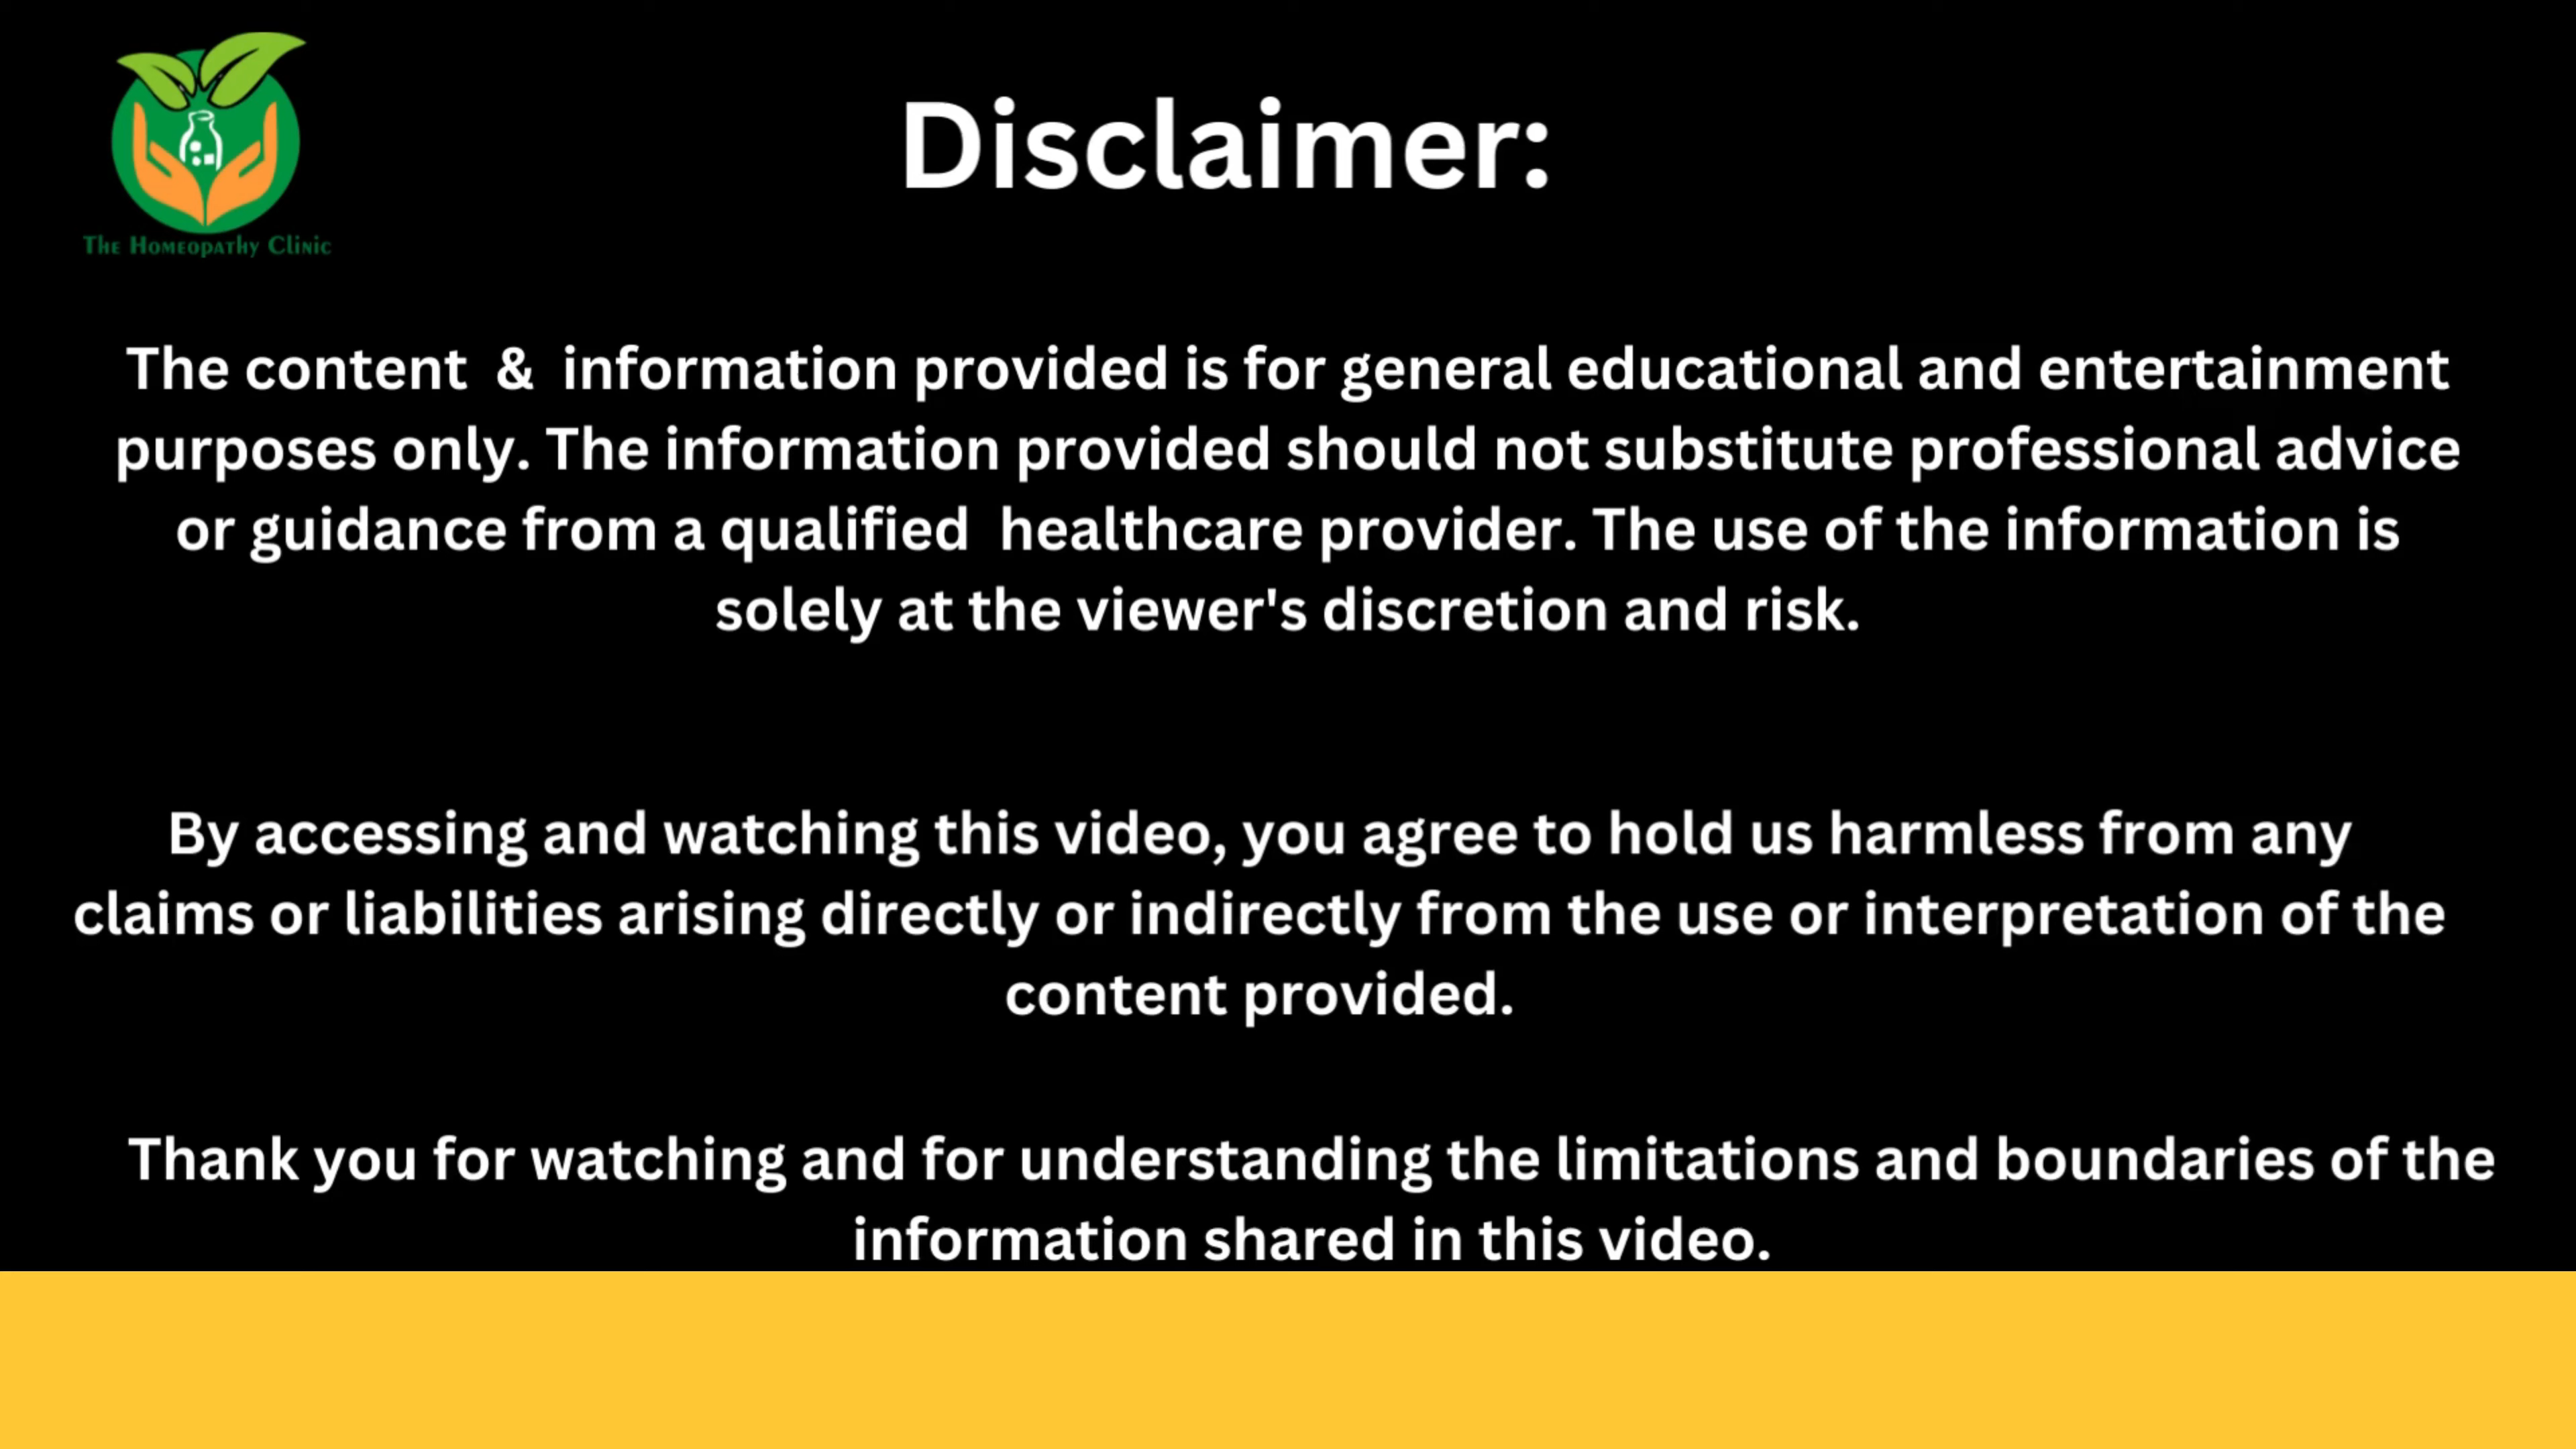 The Homeopathy Clinic
Disclaimer:
The content & information provided is for general educational and entertainment
purposes only. The information provided should not substitute professional advice
or guidance from a qualified healthcare provider. The use of the information is
solely at the viewer's discretion and risk.
By accessing and watching this video, you agree to hold us harmless from any
claims or liabilities arising directly or indirectly from the use or interpretation of the
content provided.
Thank you for watching and for understanding the limitations and boundaries of the
information shared in this video.